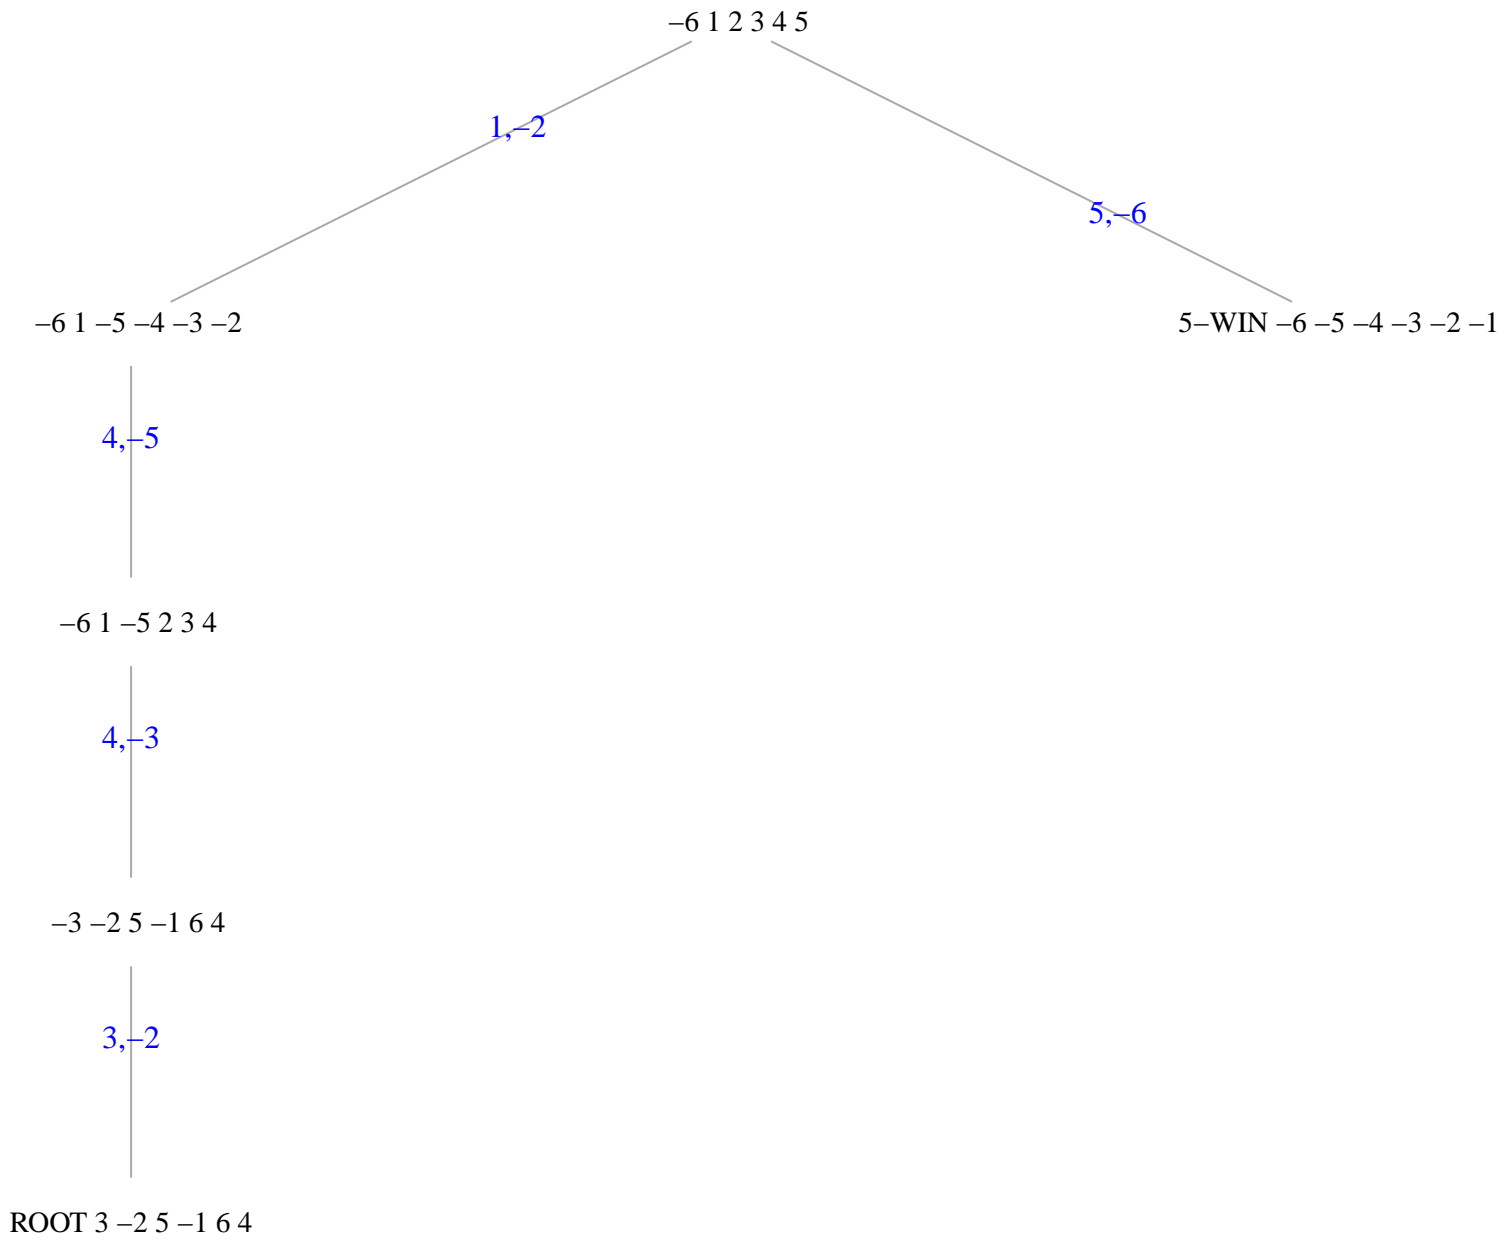 –6 1 2 3 4 5
1,–2
5,–6
–6 1 –5 –4 –3 –2
5–WIN –6 –5 –4 –3 –2 –1
4,–5
–6 1 –5 2 3 4
4,–3
–3 –2 5 –1 6 4
3,–2
ROOT 3 –2 5 –1 6 4